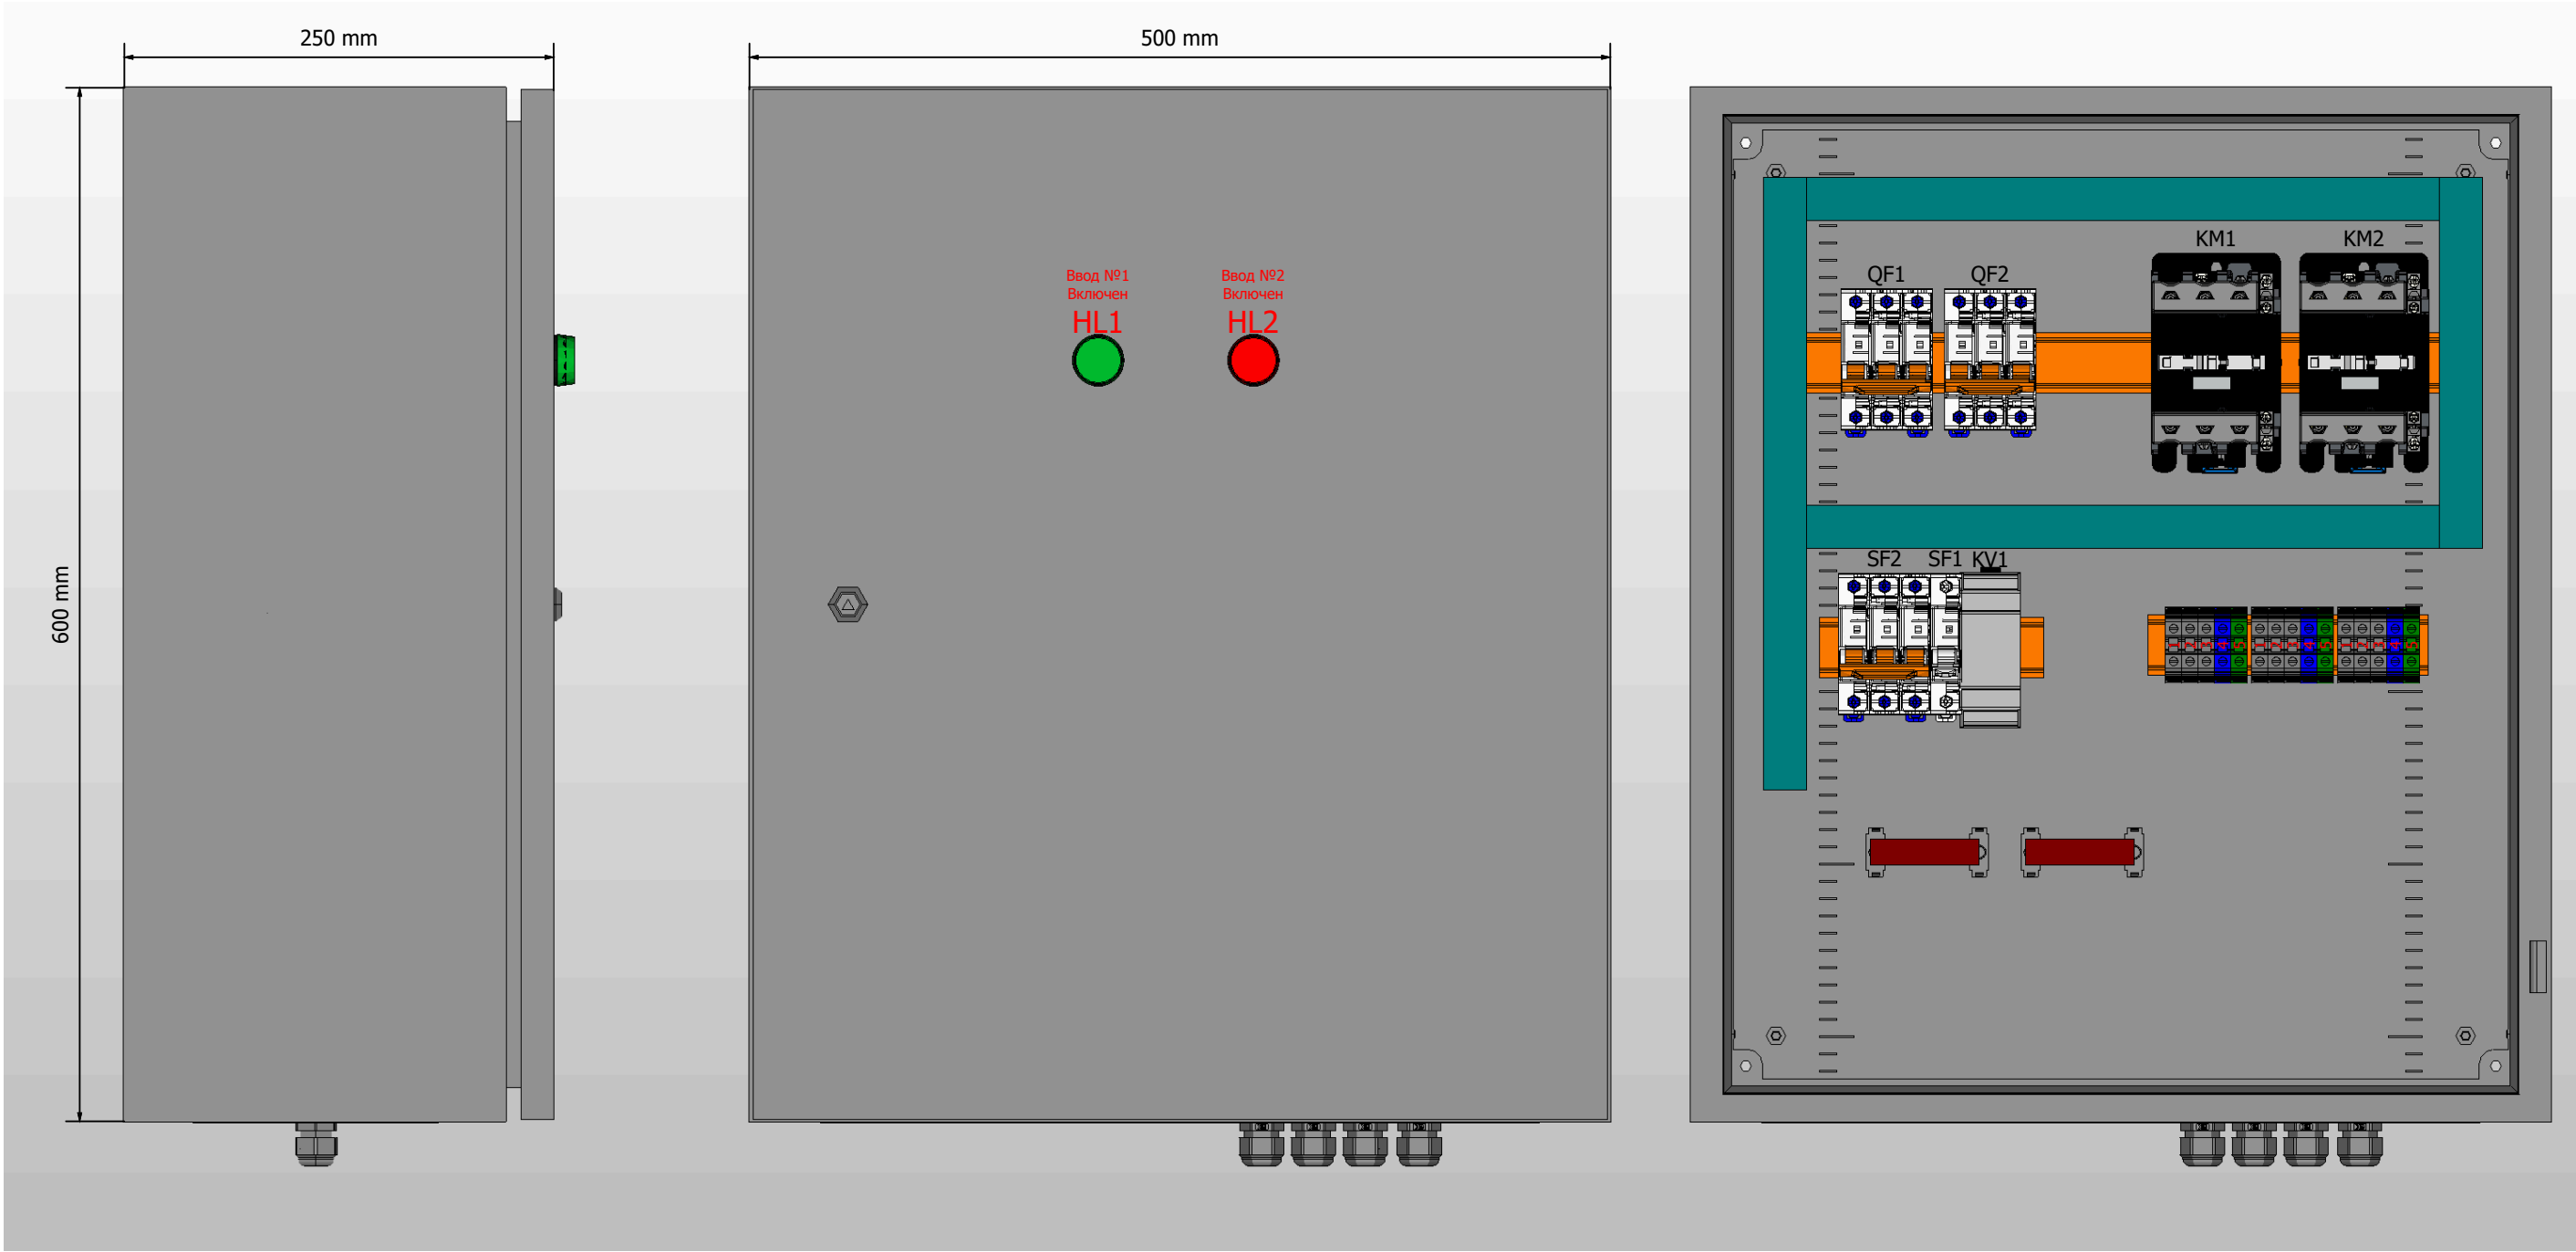 250 mm
500 mm
600 mm
Ввод №1
Включен
HL1
Ввод №2
Включен
HL2
QF1
QF2
KM1
KM2
SF2
SF1
KV1